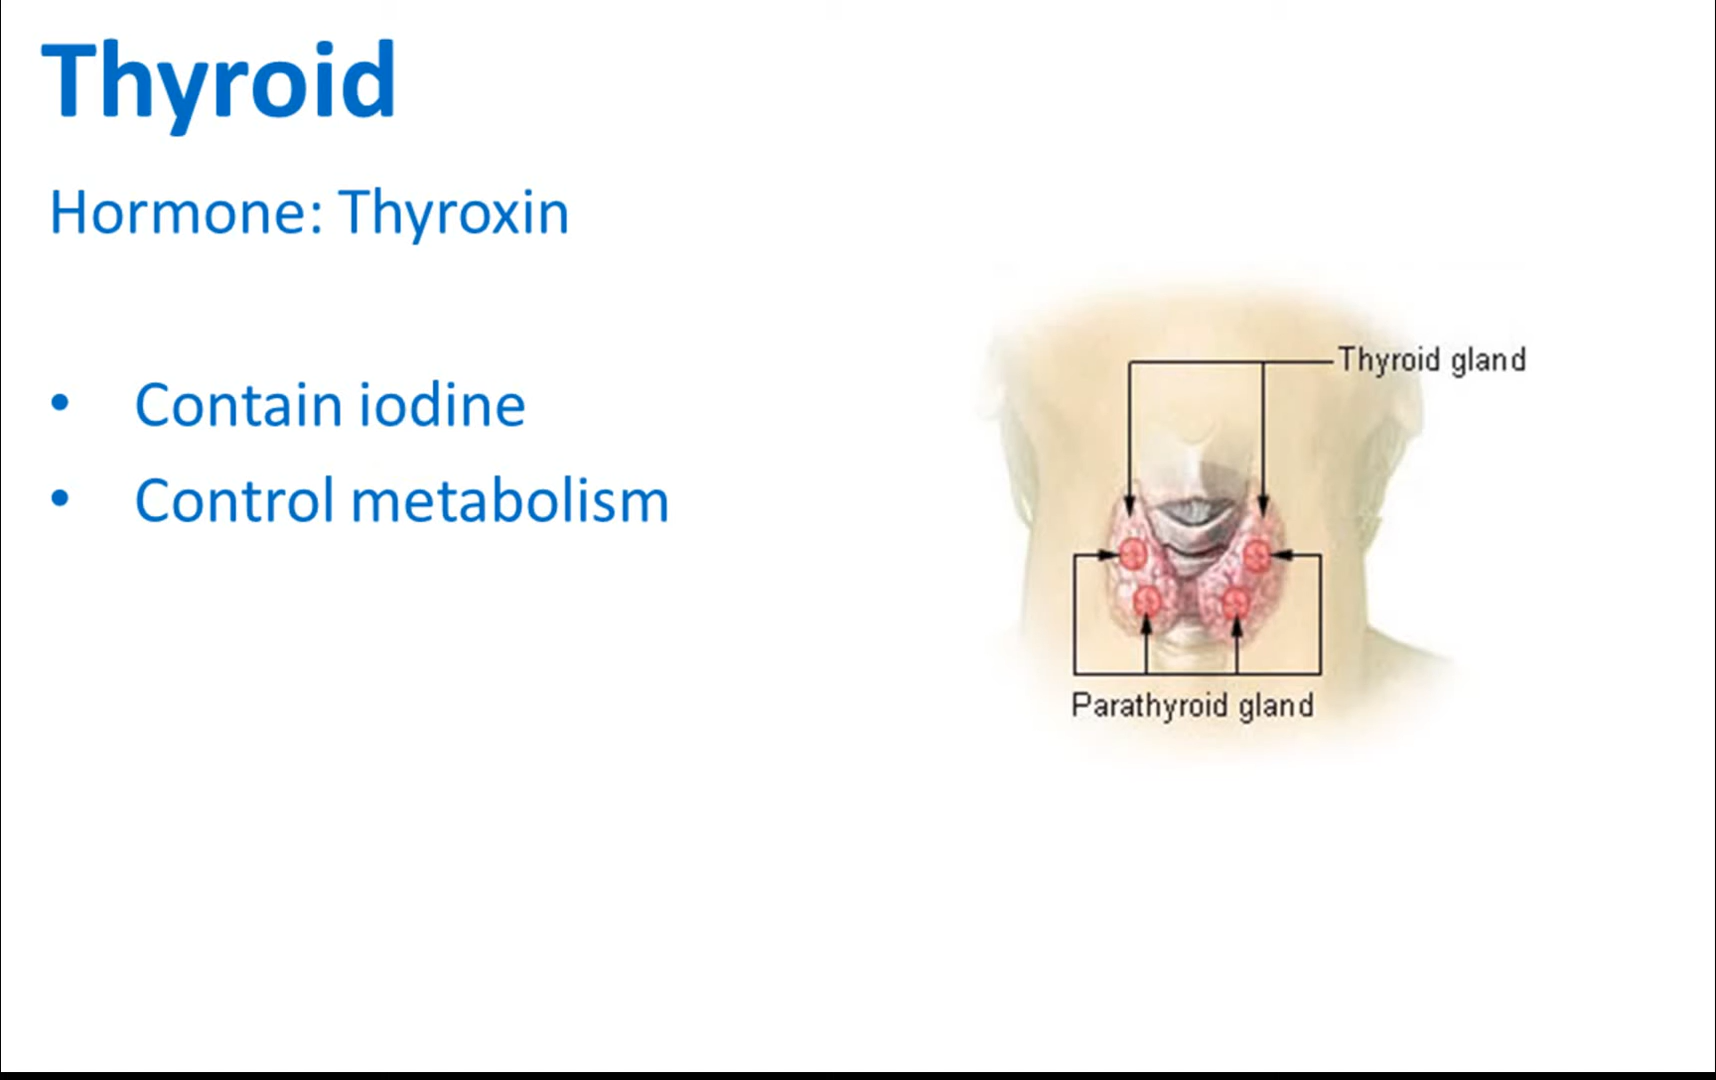 Thyroid
Hormone: Thyroxin
• Contain iodine
• Control metabolism
Thyroid gland
Parathyroid gland